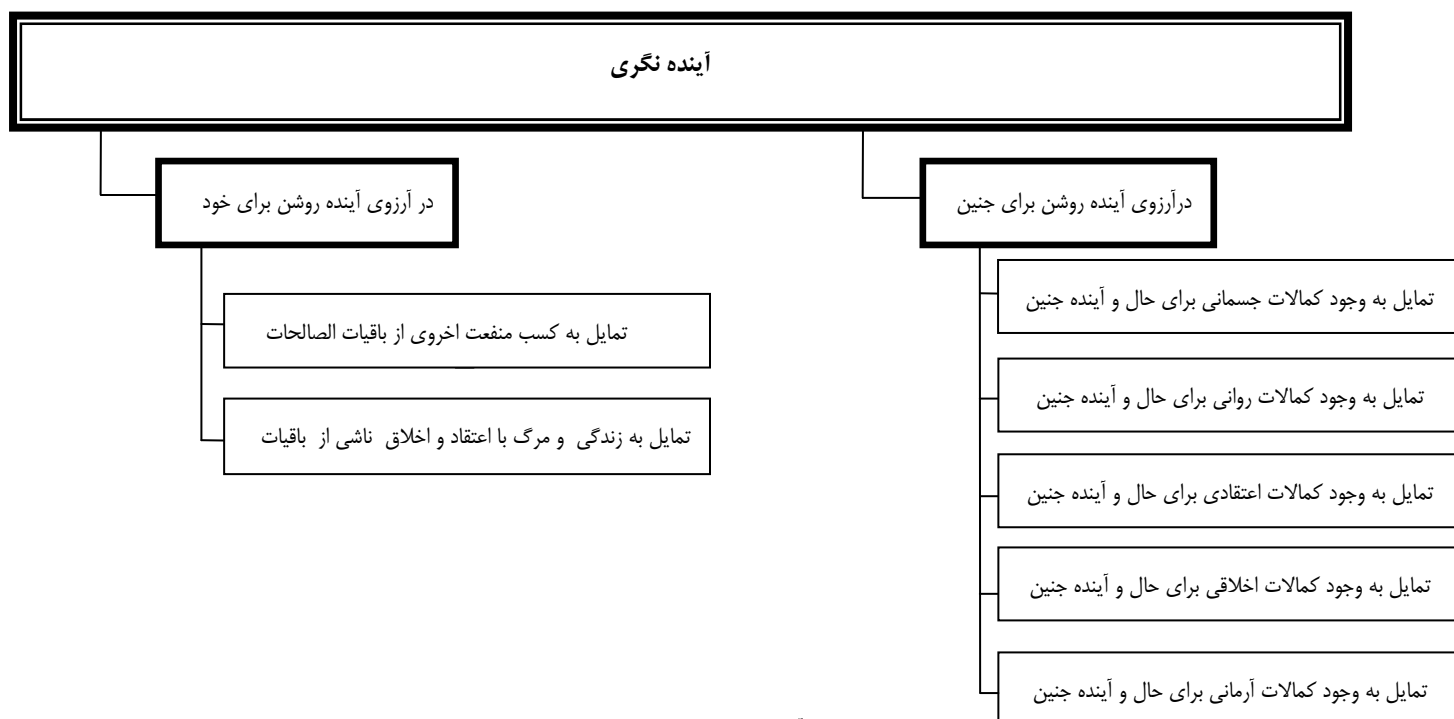 آینده نگری
درآرزوی آینده روشن برای جنین
تمایل به وجود کمالات جسمانی برای حال و آینده جنین
تمایل به وجود کمالات روانی برای حال و آینده جنین
تمایل به وجود کمالات اعتقادی برای حال و آینده جنین
تمایل به وجود کمالات اخلاقی برای حال و آینده جنین
تمایل به وجود کمالات آرمانی برای حال و آینده جنین
در آرزوی آینده روشن برای خود
تمایل به کسب منفعت اخروی از باقیات الصالحات
تمایل به زندگی و مرگ با اعتقاد و اخلاق ناشی از باقیات